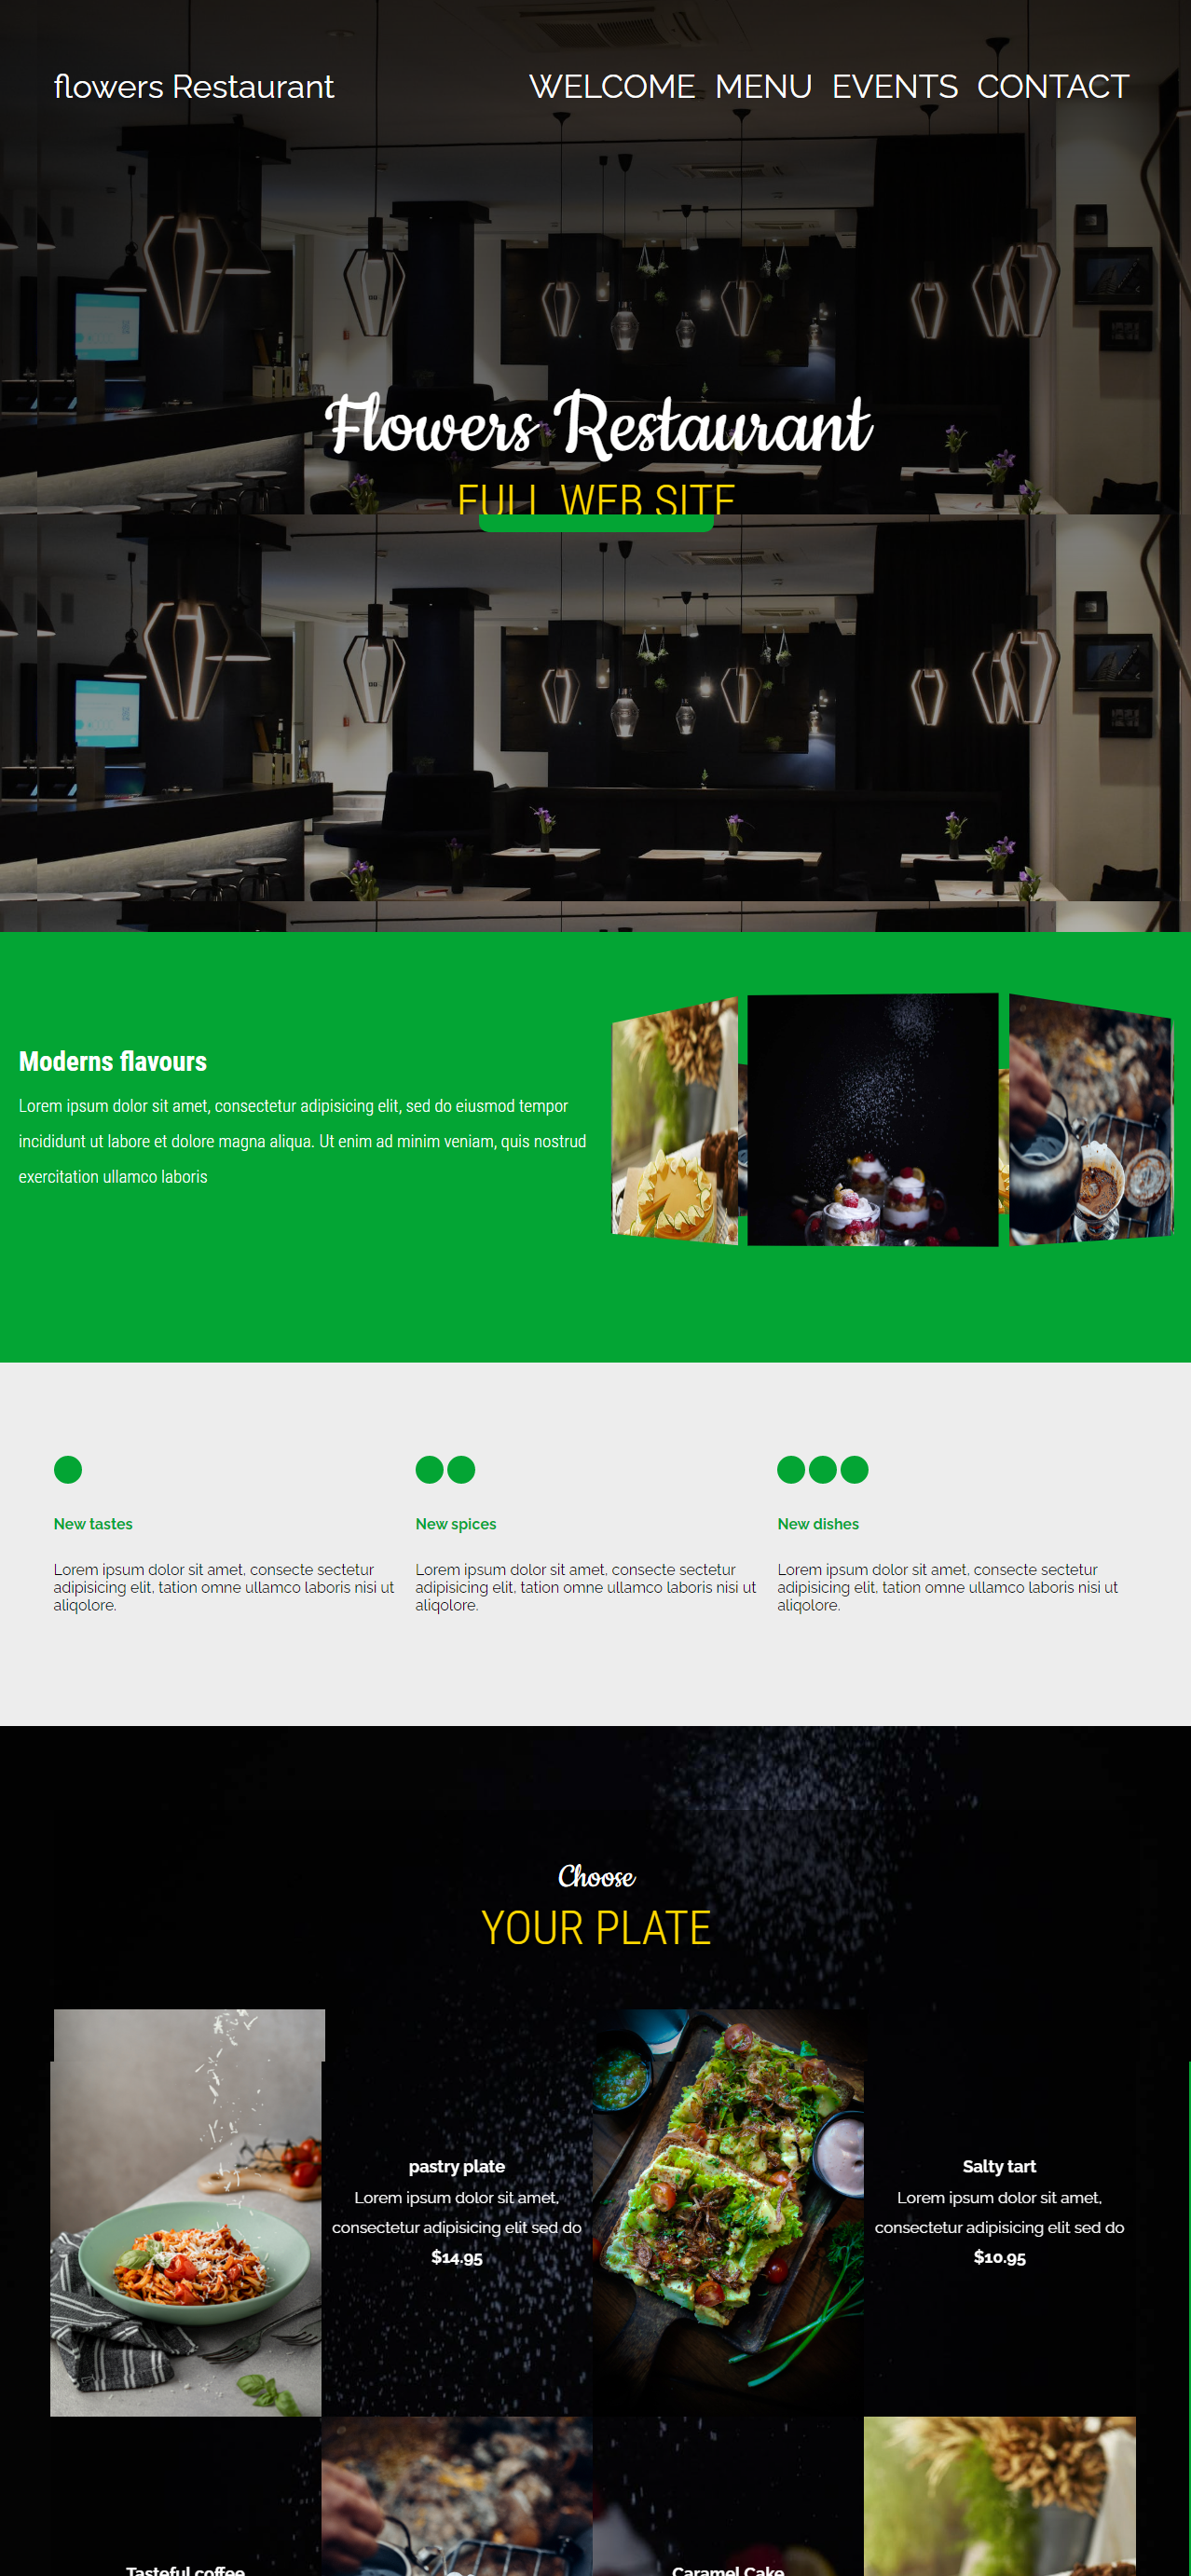 flowers Restaurant
WELCOME MENU EVENTS CONTACT
Flowers Restaurant
FULL WEB SITE
Moderns flavours
Lorem ipsum dolor sit amet, consectetur adipisicing elit, sed do eiusmod tempor
incididunt ut labore et dolore magna aliqua. Ut enim ad minim veniam, quis nostrud
exercitation ullamco laboris
New tastes
Lorem ipsum dolor sit amet, consecte sectetur
adipisicing elit, tation omne ullamco laboris nisi ut
aliqolore.
New spices
Lorem ipsum dolor sit amet, consecte sectetur
adipisicing elit, tation omne ullamco laboris nisi ut
aliqolore.
New dishes
Lorem ipsum dolor sit amet, consecte sectetur
adipisicing elit, tation omne ullamco laboris nisi ut
aliqolore.
Choose
YOUR PLATE
pastry plate
Lorem ipsum dolor sit amet,
consectetur adipisicing elit sed do
$14.95
Salty tart
Lorem ipsum dolor sit amet,
consectetur adipisicing elit sed do
$10.95
Tasteful coffee
Caramel Cake